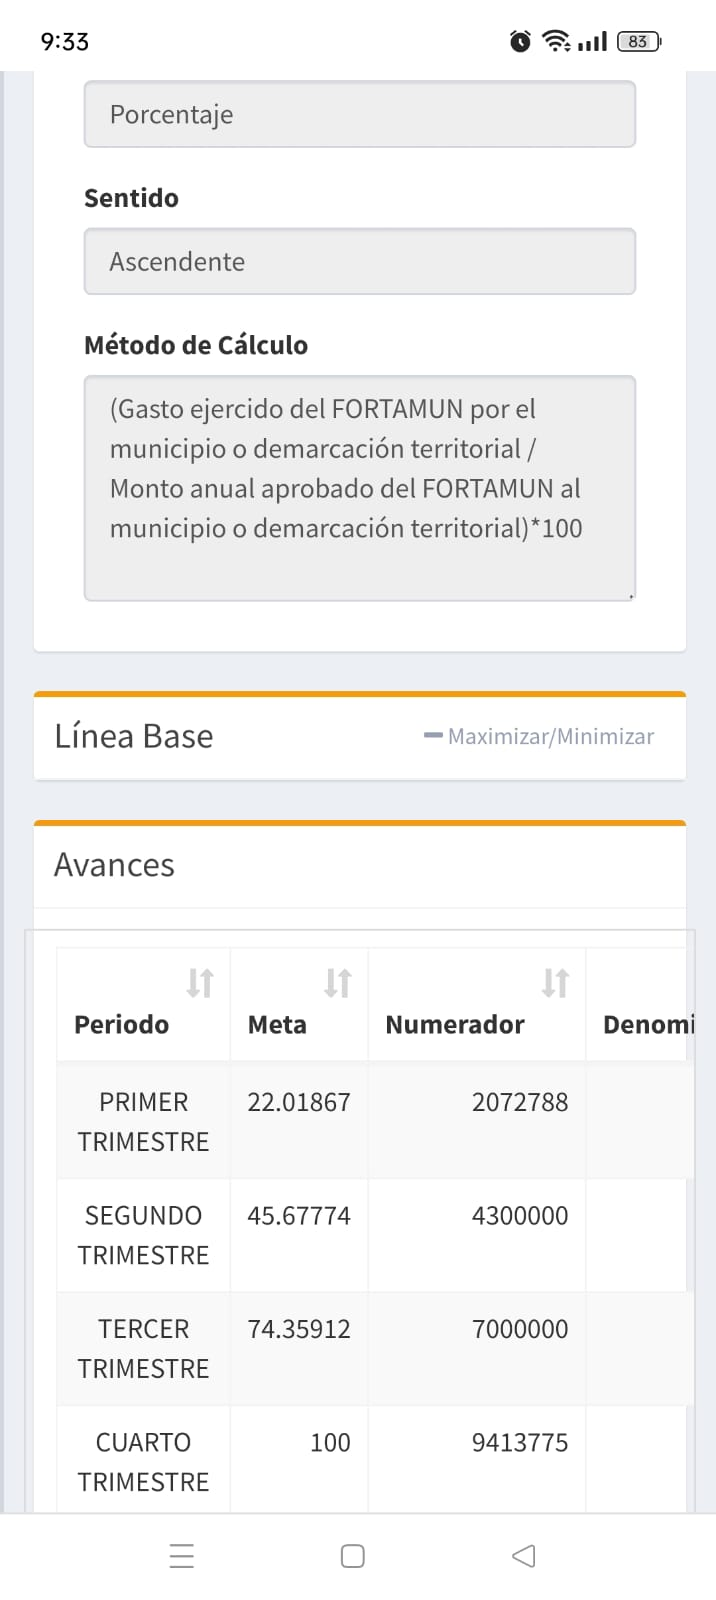 9:33
83
Porcentaje
Sentido
Ascendente
Método de Cálculo
(Gasto ejercido del FORTAMUN por el
municipio o demarcación territorial /
Monto anual aprobado del FORTAMUN al
municipio o demarcación territorial)*100
Línea Base
Maximizar/Minimizar
Avances
Periodo Meta Numerador Denomi
PRIMER TRIMESTRE 22.01867 2072788
SEGUNDO TRIMESTRE 45.67774 4300000
TERCER TRIMESTRE 74.35912 7000000
CUARTO TRIMESTRE 100 9413775